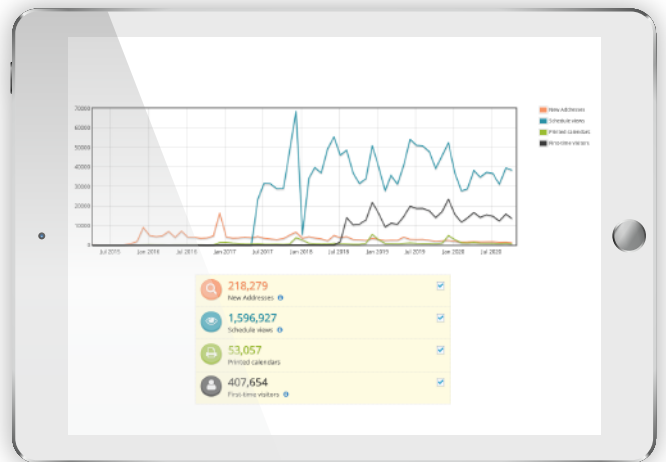 70000
60000
50000
40000
30000
20000
10000
0
Jul 2015 Jan 2016 Jul 2016 Jan 2017 Jul 2017 Jan 2018 Jul 2018 Jan 2019 Jul 2019 Jan 2020 Jul 2020
New Addresses
Schedule views
Printed calendars
First-time visitors
218,279
New Addresses
1,596,927
Schedule views
53,057
Printed calendars
407,654
First-time visitors